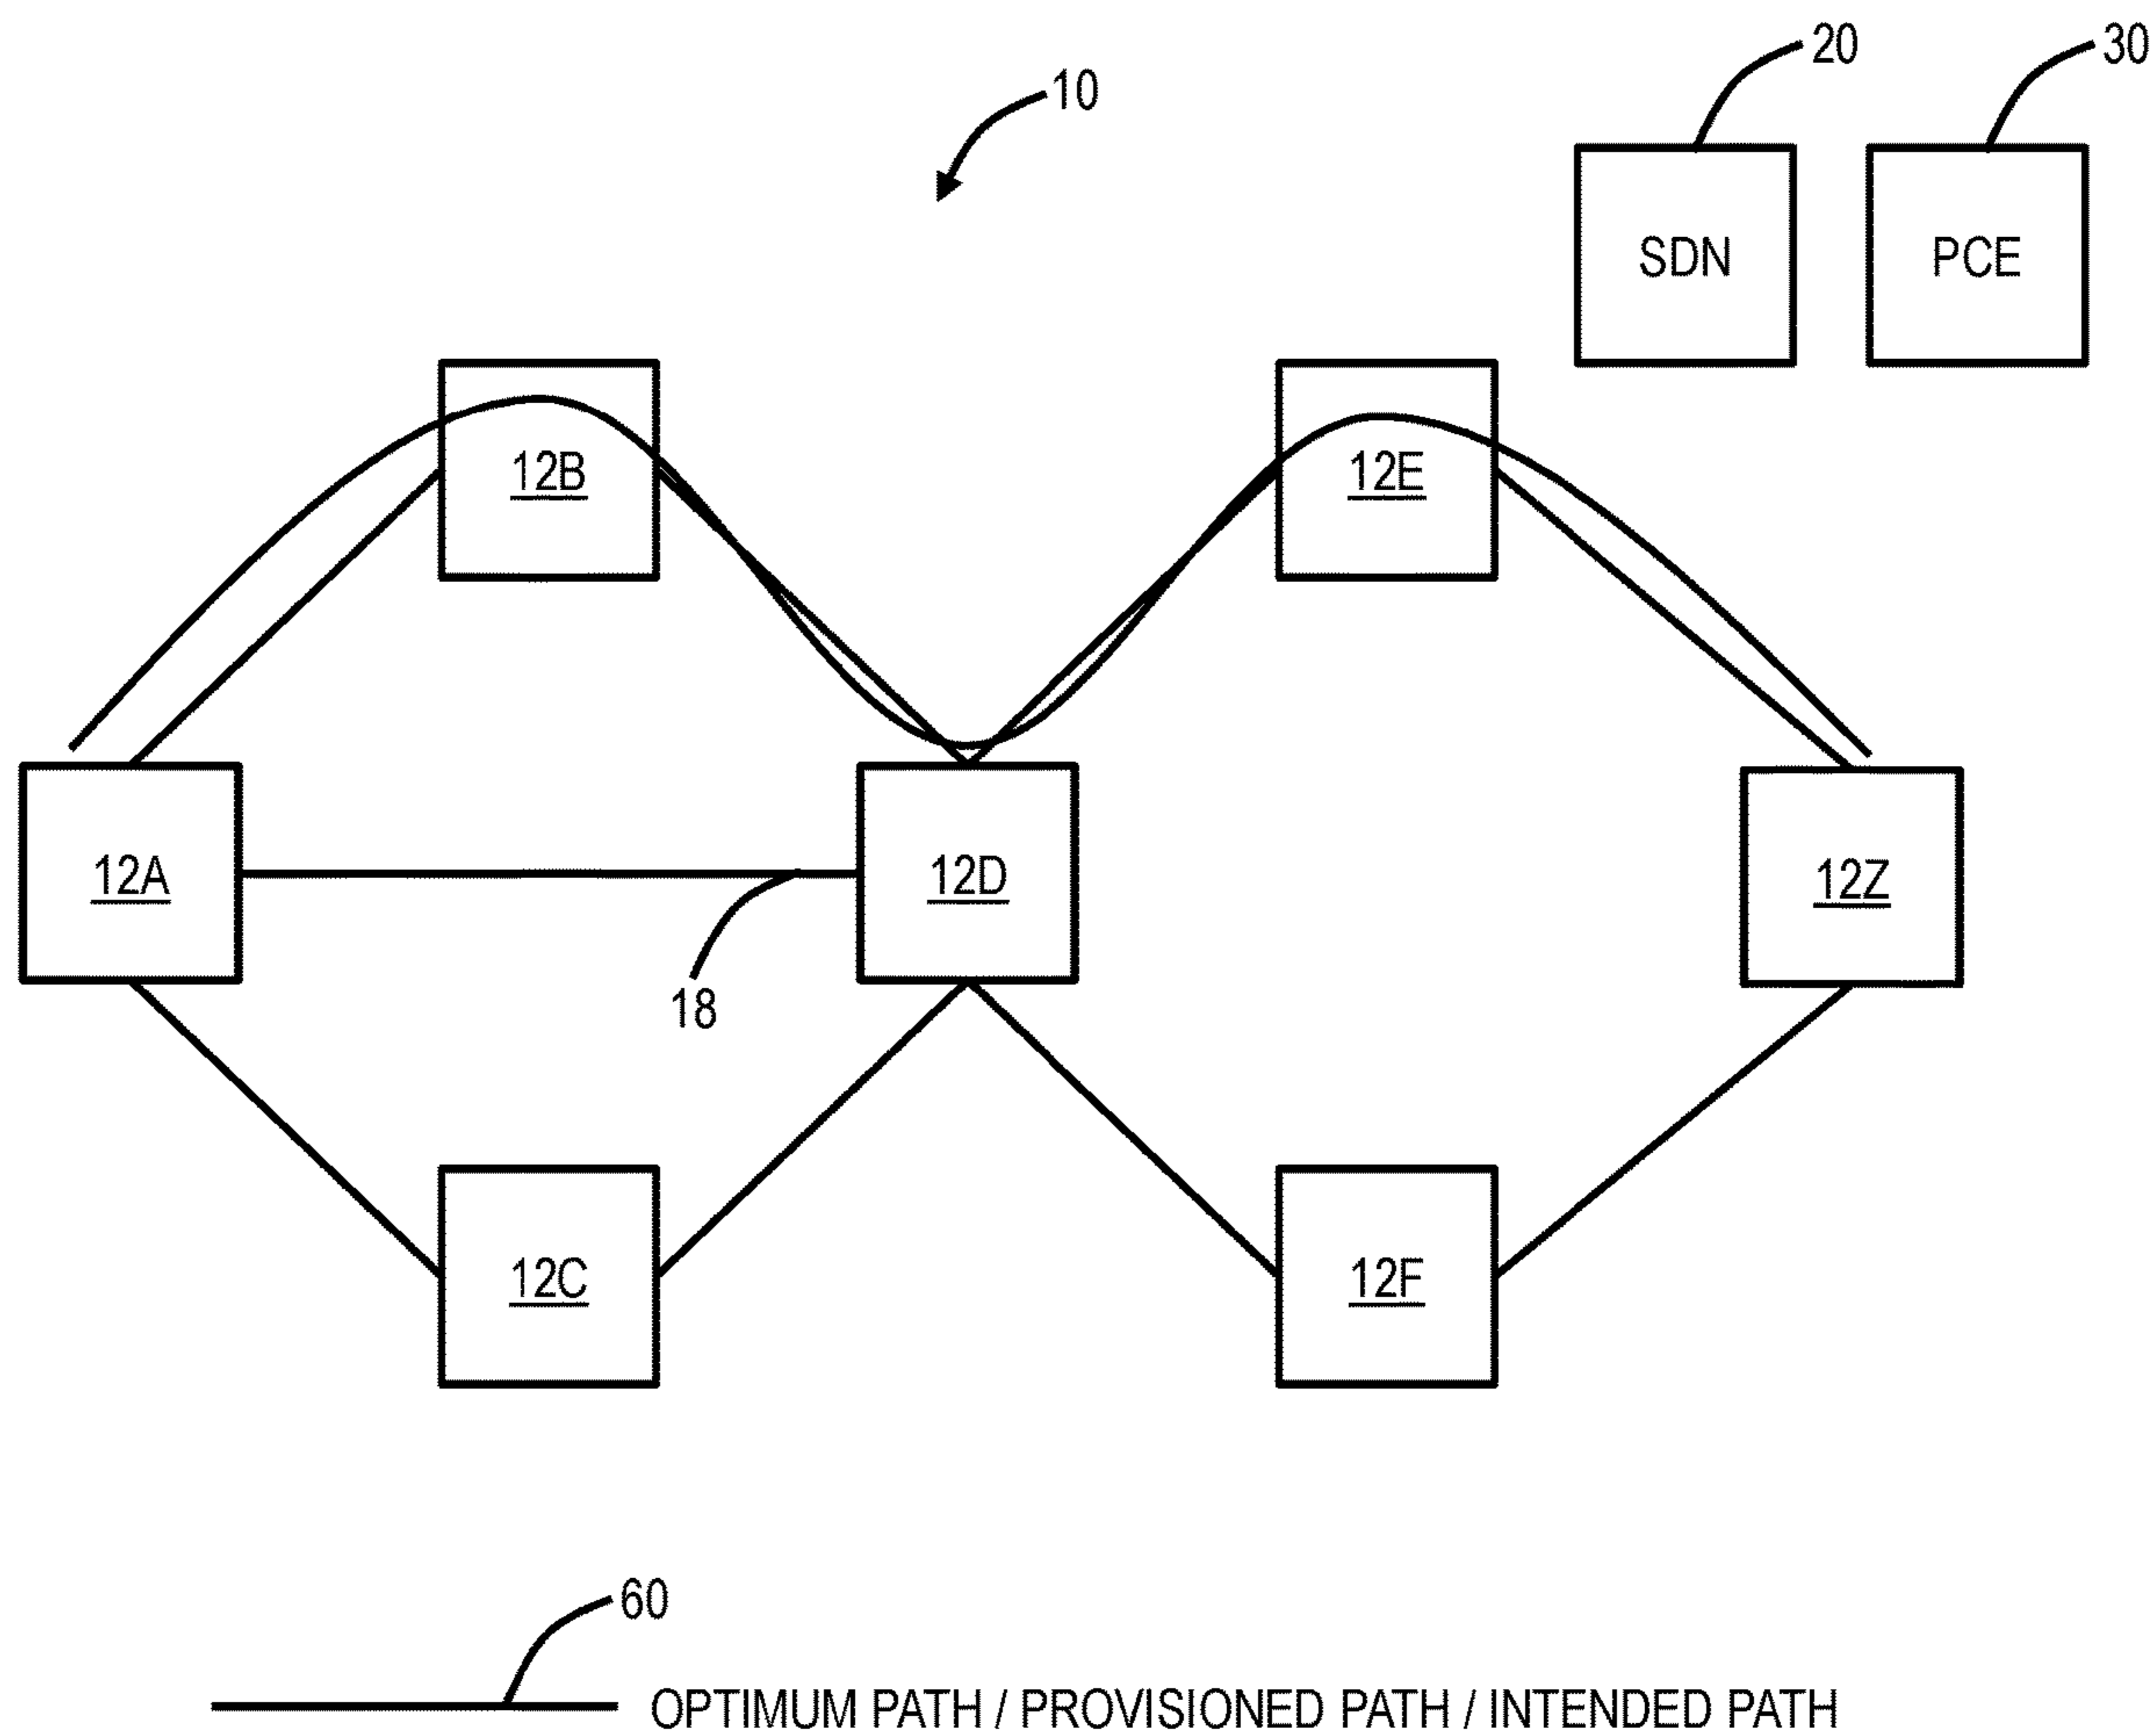 20
30
10
SDN
PCE
12B
12E
12A
12D
12Z
18
12C
12F
60
OPTIMUM PATH / PROVISIONED PATH / INTENDED PATH